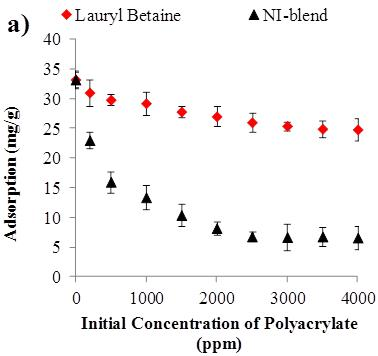 a)
Lauryl Betaine
NI-blend
Adsorption (mg/g)
40
35
30
25
20
15
10
5
0
0 1000 2000 3000 4000
Initial Concentration of Polyacrylate
(ppm)